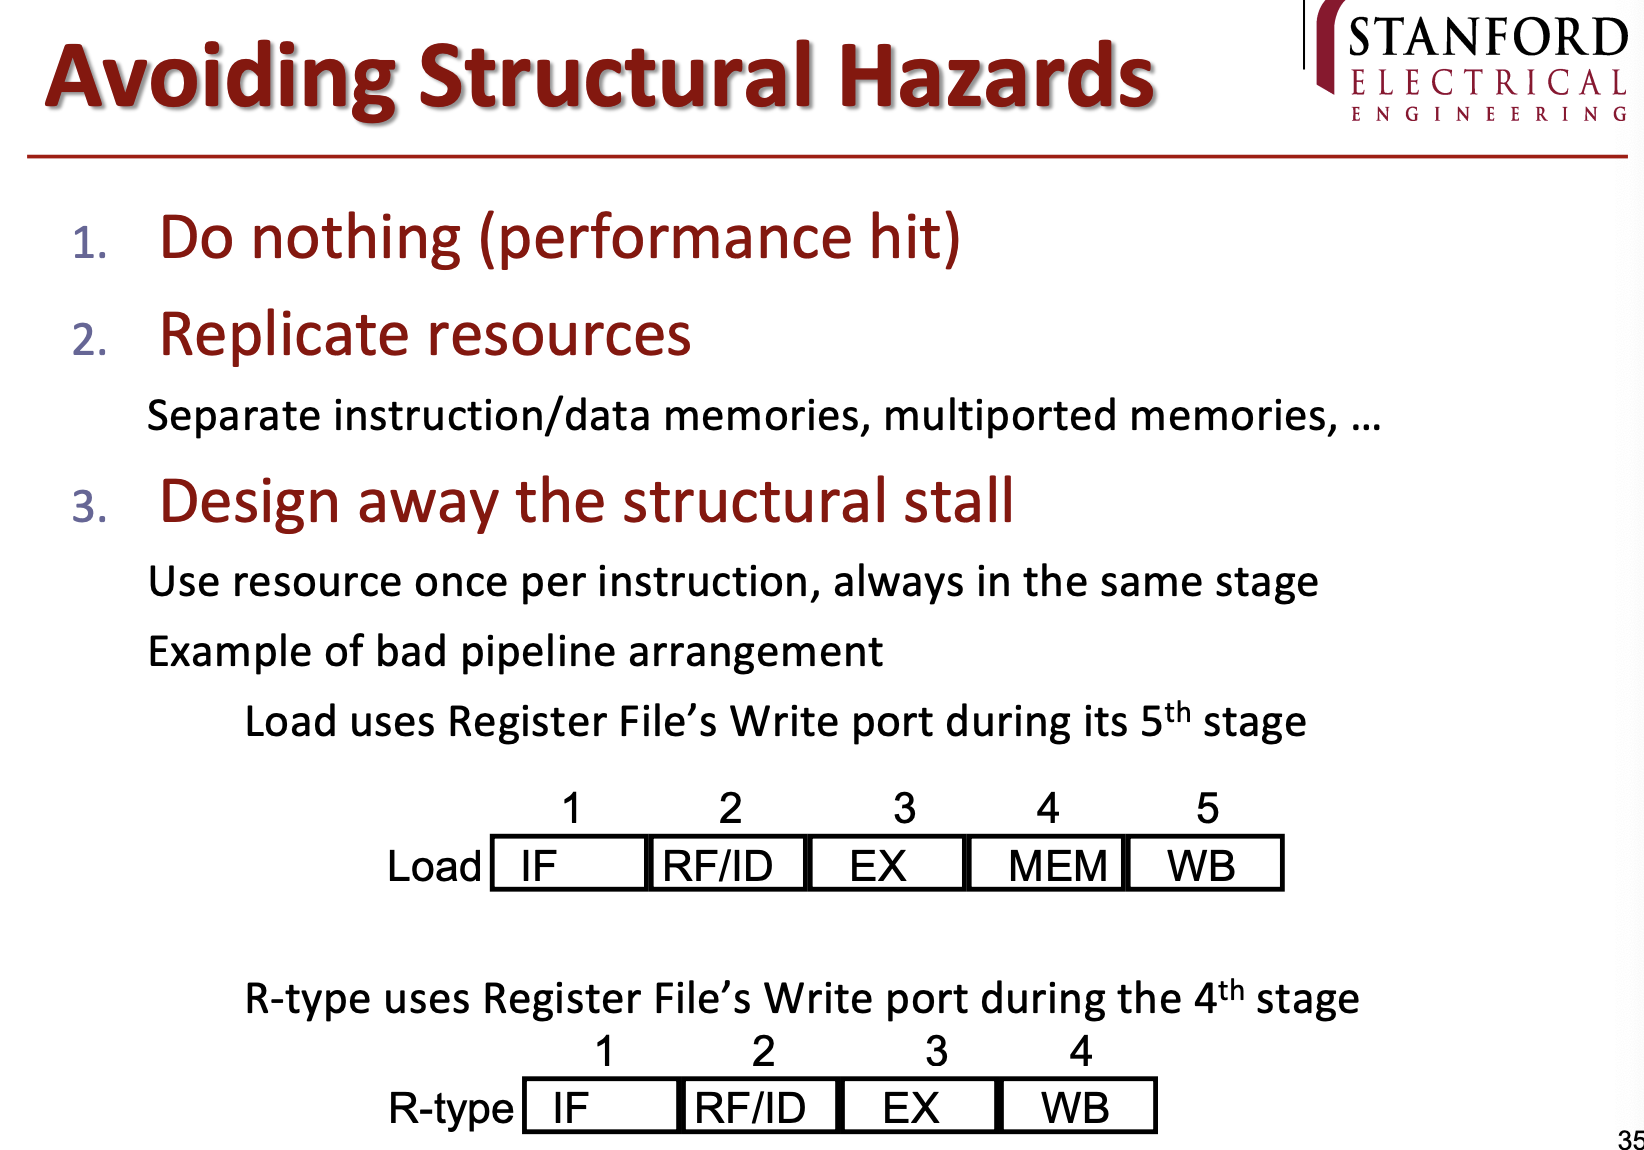 Avoiding Structural Hazards
STANFORD
ELECTRICAL
ENGINEERING
1. Do nothing (performance hit)
2. Replicate resources
Separate instruction/data memories, multiported memories, …
3. Design away the structural stall
Use resource once per instruction, always in the same stage
Example of bad pipeline arrangement
Load uses Register File’s Write port during its 5th stage
1 2 3 4 5
Load IF RF/ID EX MEM WB
R-type uses Register File’s Write port during the 4th stage
1 2 3 4
R-type IF RF/ID EX WB
35